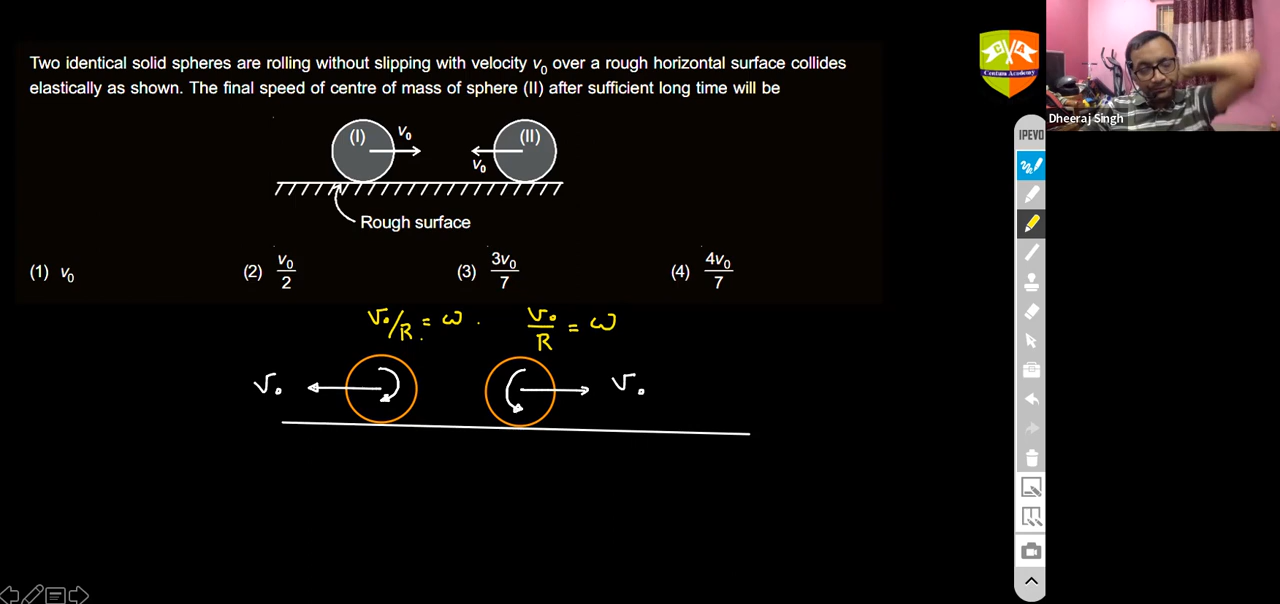 Two identical solid spheres are rolling without slipping with velocity v₀ over a rough horizontal surface collides
elastically as shown. The final speed of centre of mass of sphere (II) after sufficient long time will be
(I) v₀ (II)
v₀
Rough surface
(1) v₀ (2) v₀/2 (3) 3v₀/7 (4) 4v₀/7
v₀/R = ω. v₀/R = ω
v₀ v₀
CA
Centum Academy
Dheeraj Singh
IPEVO